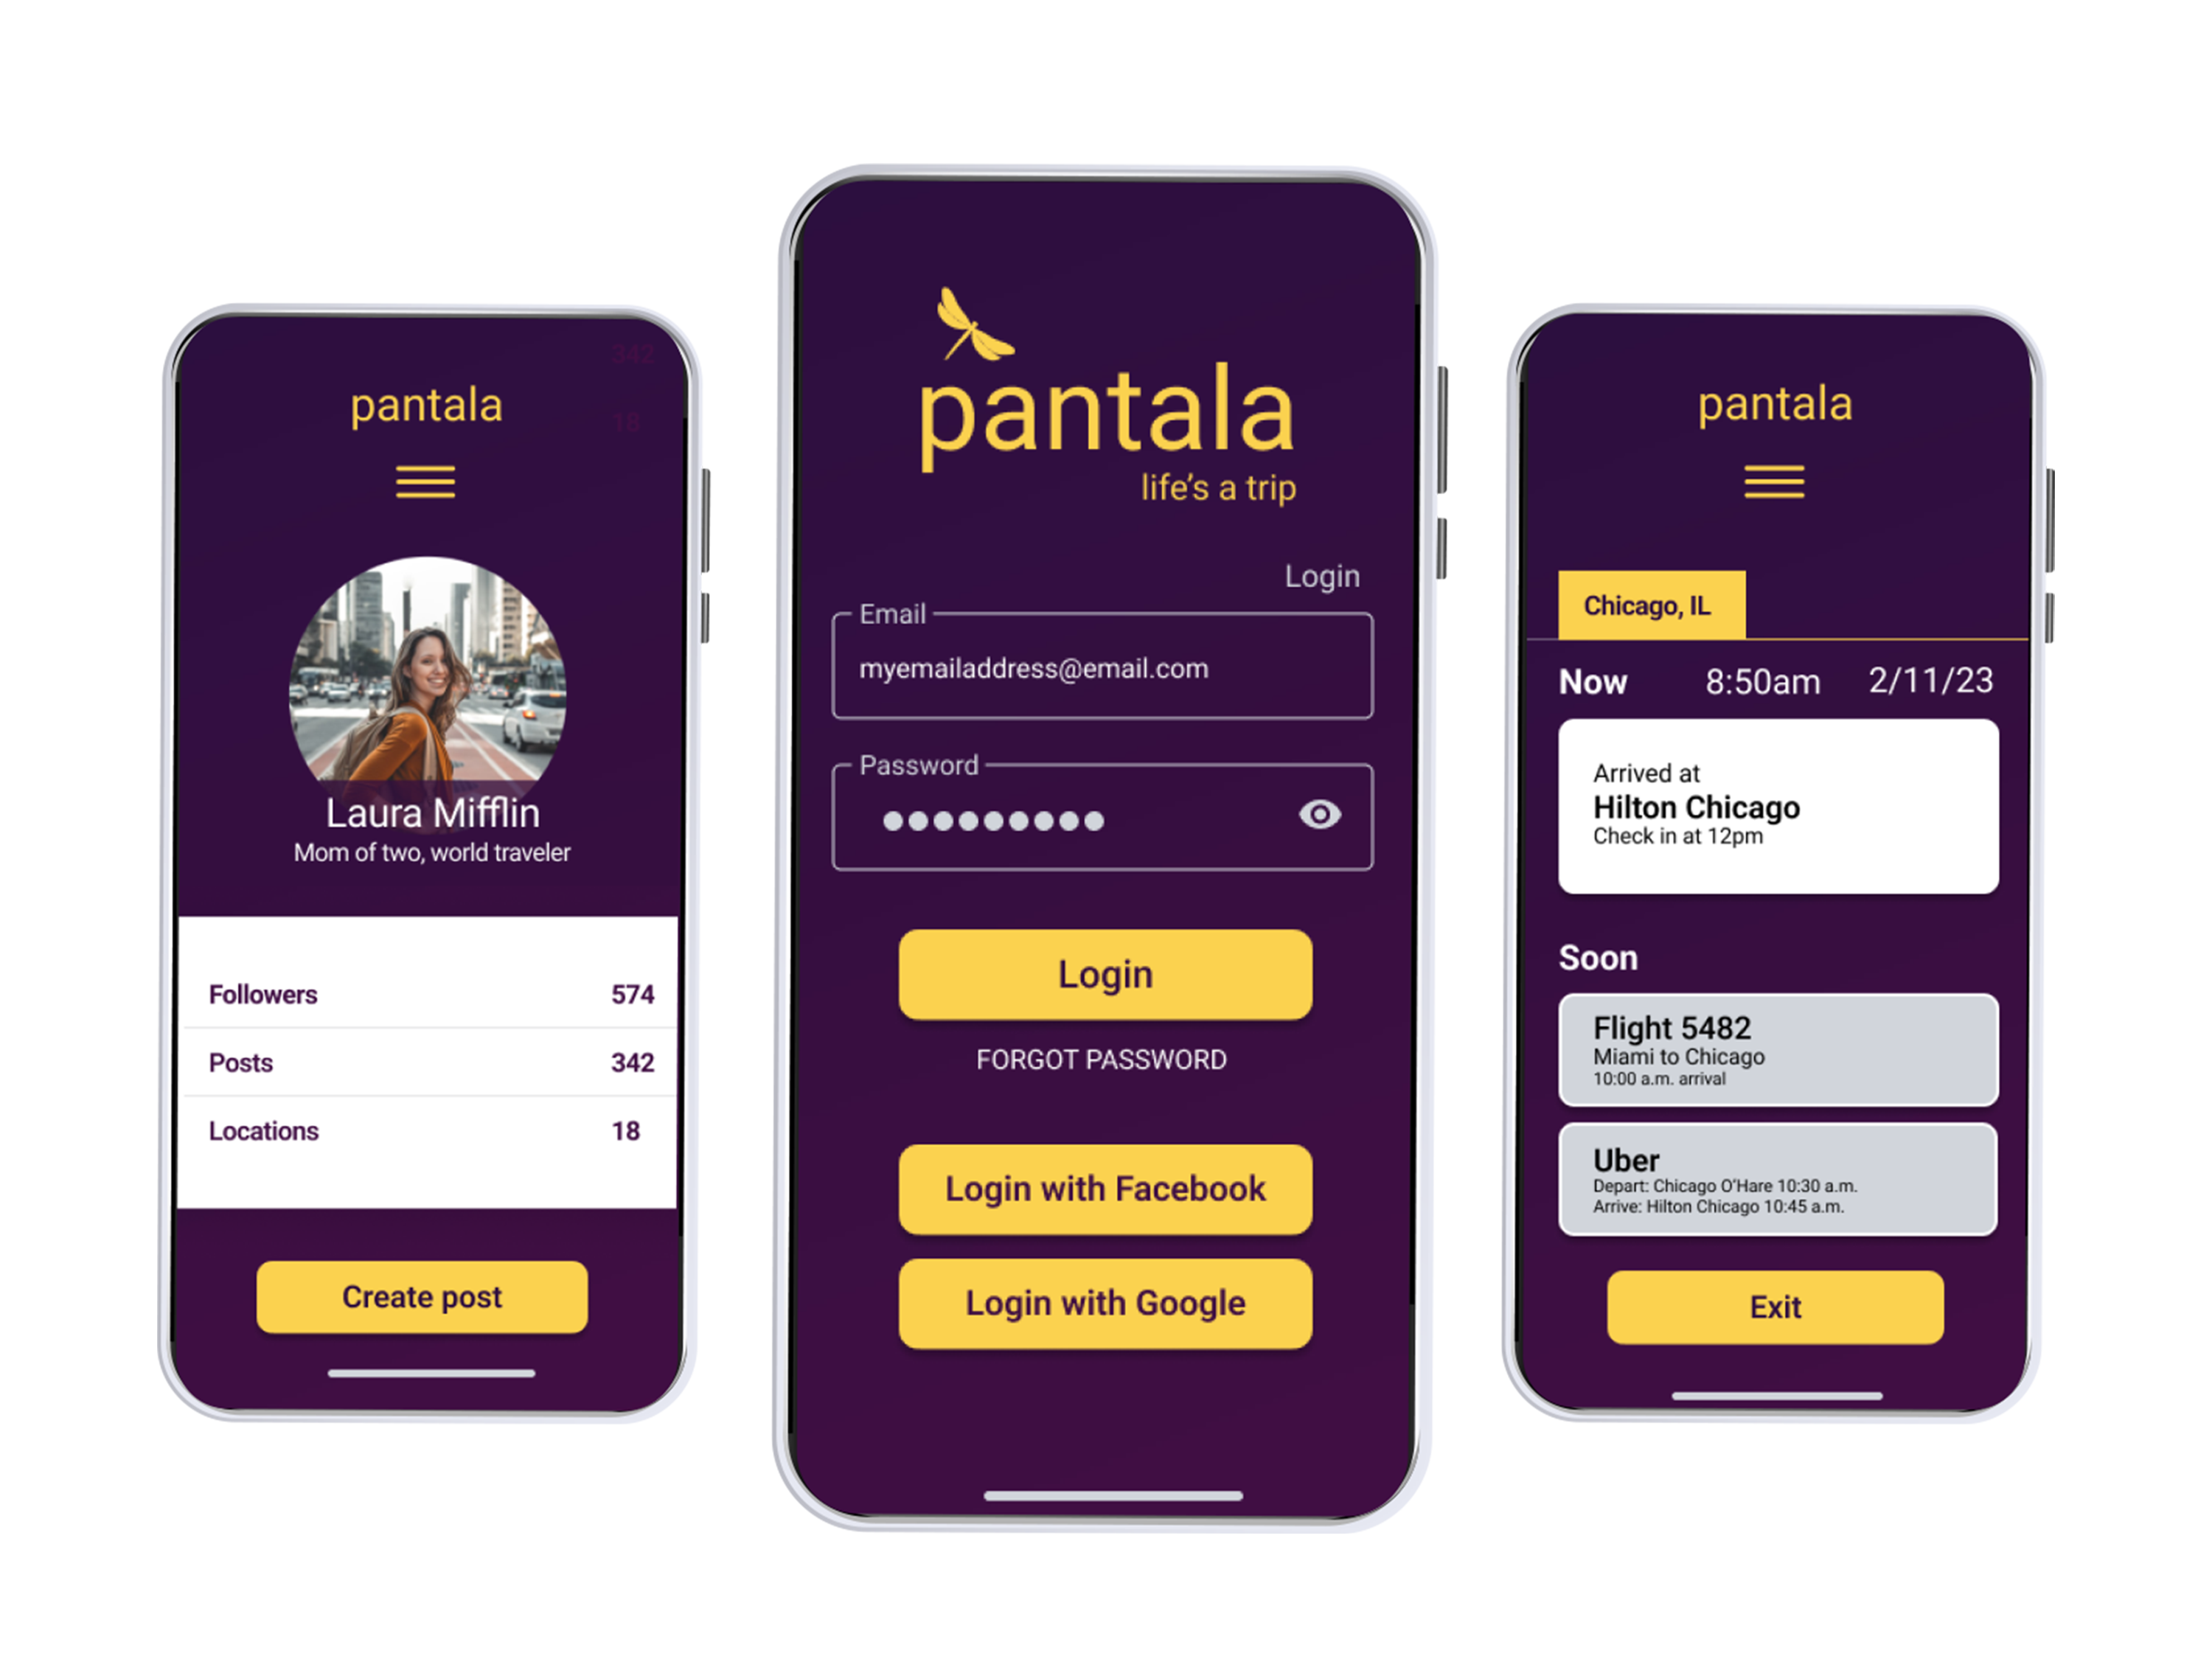 pantala
342
18
Laura Mifflin
Mom of two, world traveler
Followers 574
Posts 342
Locations 18
Create post
pantala
life's a trip
Login
Email
myemailaddress@email.com
Password
Login
FORGOT PASSWORD
Login with Facebook
Login with Google
pantala
Chicago, IL
Now 8:50am 2/11/23
Arrived at
Hilton Chicago
Check in at 12pm
Soon
Flight 5482
Miami to Chicago
10:00 a.m. arrival
Uber
Depart: Chicago O'Hare 10:30 a.m.
Arrive: Hilton Chicago 10:45 a.m.
Exit